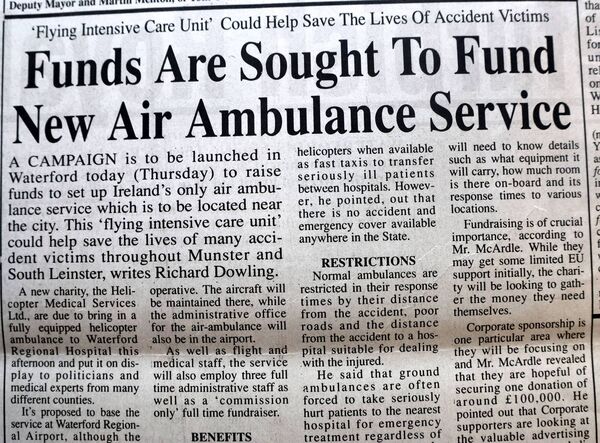 Deputy Mayor and Martin
'Flying Intensive Care Unit' Could Help Save The Lives Of Accident Victims
Funds Are Sought To Fund
New Air Ambulance Service
A CAMPAIGN is to be launched in
Waterford today (Thursday) to raise
funds to set up Ireland's only air ambu-
lance service which is to be located near
the city. This 'flying intensive care unit'
could help save the lives of many acci-
dent victims throughout Munster and
South Leinster, writes Richard Dowling.
A new charity, the Heli-
copter Medical Services
Ltd., are due to bring in a
fully equipped helicopter
ambulance to Waterford
Regional Hospital this
afternoon and put it on dis-
play to politicians and
medical experts from many
different counties.
It's proposed to base the
service at Waterford Region-
al Airport, although the
operative. The aircraft will
be maintained there, while
the administrative office
for the air-ambulance will
also be in the airport.
As well as flight and
medical staff, the service
will also employ three full
time administrative staff as
well as a 'commission
only' full time fundraiser.
BENEFITS
helicopters when available
as fast taxis to transfer
seriously ill patients
between hospitals. Howev-
er, he pointed, out that
there is no accident and
emergency cover available
anywhere in the State.
RESTRICTIONS
Normal ambulances are
restricted in their response
times by their distance
from the accident, poor
roads and the distance
from the accident to a hos-
pital suitable for dealing
with the injured.
He said that ground
ambulances are often
forced to take seriously
hurt patients to the nearest
hospital for emergency
treatment regardless of
will need to know details
such as what equipment it
will carry, how much room
is there on-board and its
response times to various
locations.
Fundraising is of crucial
importance, according to
Mr. McArdle. While they
may get some limited EU
support initially, the chari-
ty will be looking to gath-
er the money they need
themselves.
Corporate sponsorship is
one particular area where
they will be focusing on
and Mr. McArdle revealed
that they are hopeful of
securing one donation of
around £100,000. He
pointed out that Corporate
supporters are looking at
the valuable advertising